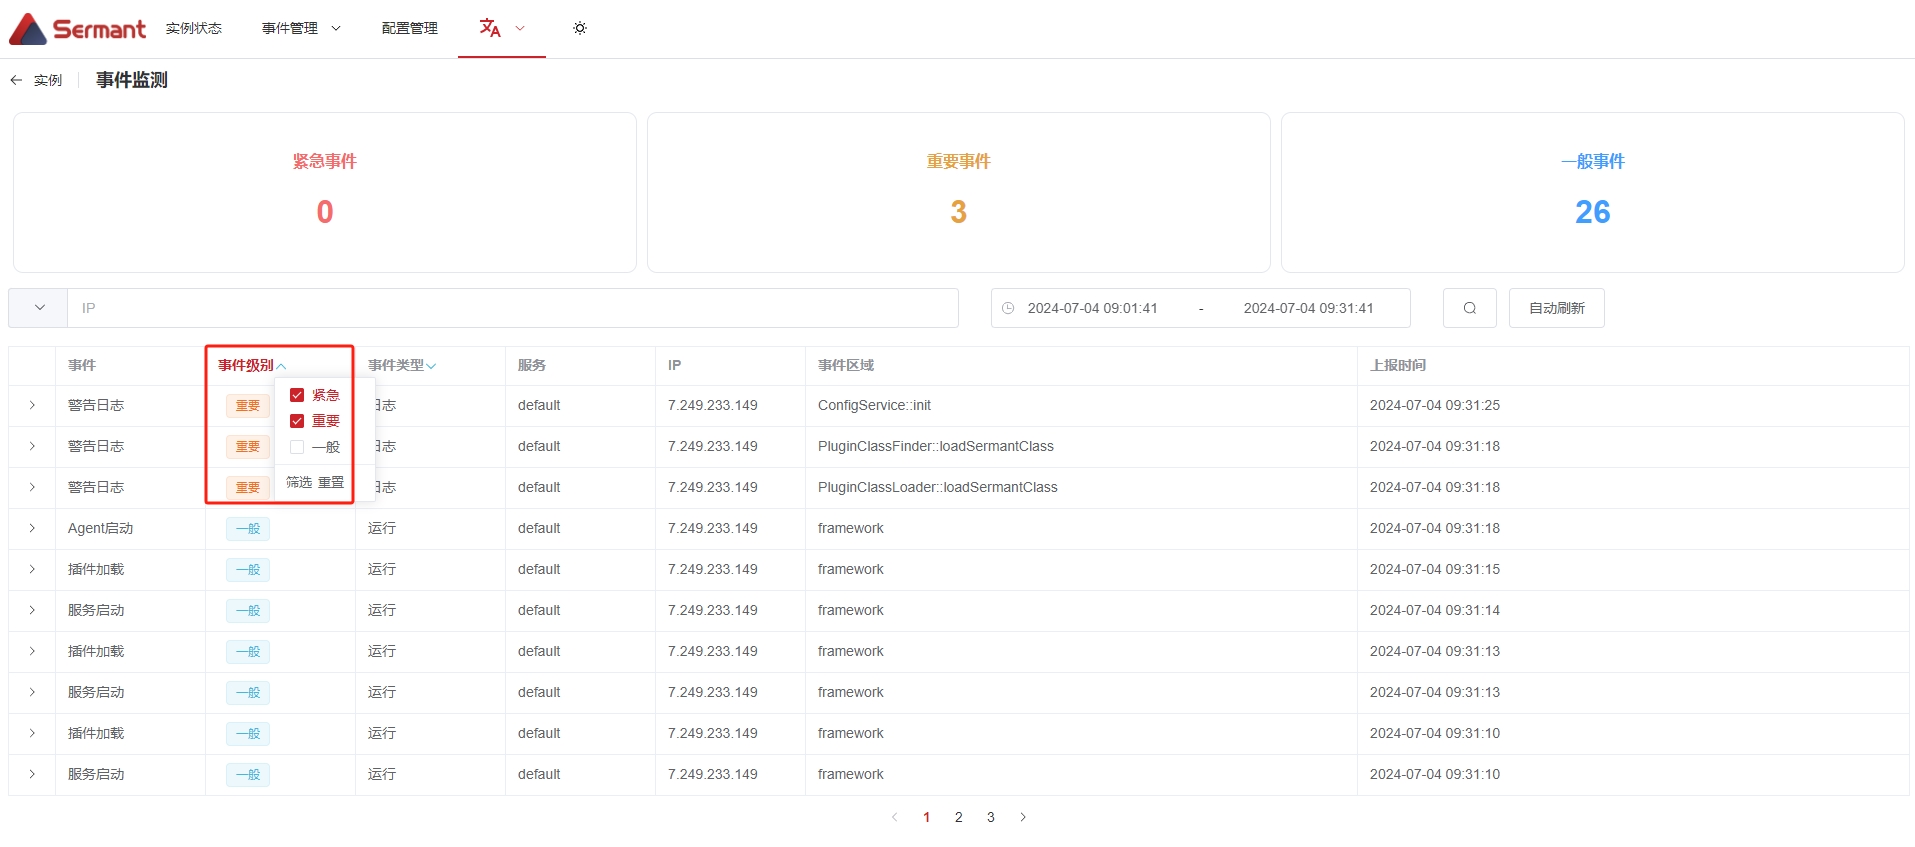 Sermant 实例状态 事件管理 配置管理
实例 事件监测
紧急事件 重要事件 一般事件
0 3 26
IP 2024-07-04 09:01:41 - 2024-07-04 09:31:41 自动刷新
事件 事件级别 事件类型 服务 IP 事件区域 上报时间
紧急
警告日志 重要 日志 default 7.249.233.149 ConfigService::init 2024-07-04 09:31:25
重要
警告日志 重要 一般 日志 default 7.249.233.149 PluginClassFinder::loadSermantClass 2024-07-04 09:31:18
警告日志 重要 筛选 重置 日志 default 7.249.233.149 PluginClassLoader::loadSermantClass 2024-07-04 09:31:18
Agent启动 一般 运行 default 7.249.233.149 framework 2024-07-04 09:31:18
插件加载 一般 运行 default 7.249.233.149 framework 2024-07-04 09:31:15
服务启动 一般 运行 default 7.249.233.149 framework 2024-07-04 09:31:14
插件加载 一般 运行 default 7.249.233.149 framework 2024-07-04 09:31:13
服务启动 一般 运行 default 7.249.233.149 framework 2024-07-04 09:31:13
插件加载 一般 运行 default 7.249.233.149 framework 2024-07-04 09:31:10
服务启动 一般 运行 default 7.249.233.149 framework 2024-07-04 09:31:10
1 2 3